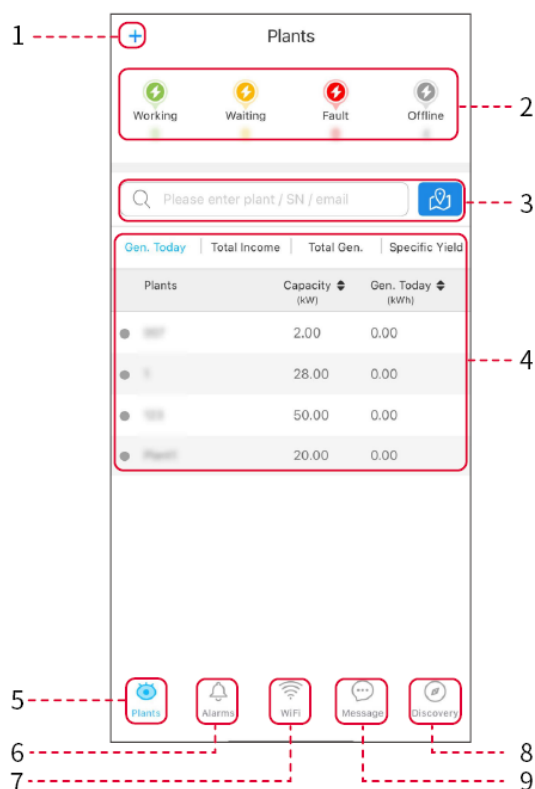 1
Plants
Working Waiting Fault Offline
2
Please enter plant / SN / email
3
Gen. Today Total Income Total Gen. Specific Yield
Plants Capacity Gen. Today
(kW) (kWh)
2.00 0.00
4
28.00 0.00
50.00 0.00
20.00 0.00
5
Plants Alarms WiFi Message Discovery
6 8
7 9